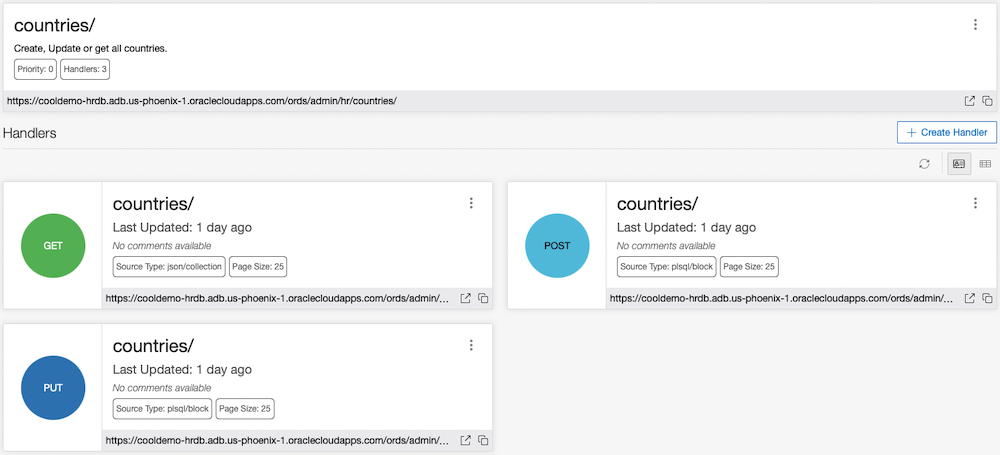 countries/
Create, Update or get all countries.
Priority: 0 Handlers: 3
https://cooldemo-hrdb.adb.us-phoenix-1.oraclecloudapps.com/ords/admin/hr/countries/
Handlers
+ Create Handler
GET
countries/
Last Updated: 1 day ago
No comments available
Source Type: json/collection Page Size: 25
https://cooldemo-hrdb.adb.us-phoenix-1.oraclecloudapps.com/ords/admin/...
POST
countries/
Last Updated: 1 day ago
No comments available
Source Type: plsql/block Page Size: 25
https://cooldemo-hrdb.adb.us-phoenix-1.oraclecloudapps.com/ords/admin/...
PUT
countries/
Last Updated: 1 day ago
No comments available
Source Type: plsql/block Page Size: 25
https://cooldemo-hrdb.adb.us-phoenix-1.oraclecloudapps.com/ords/admin/...